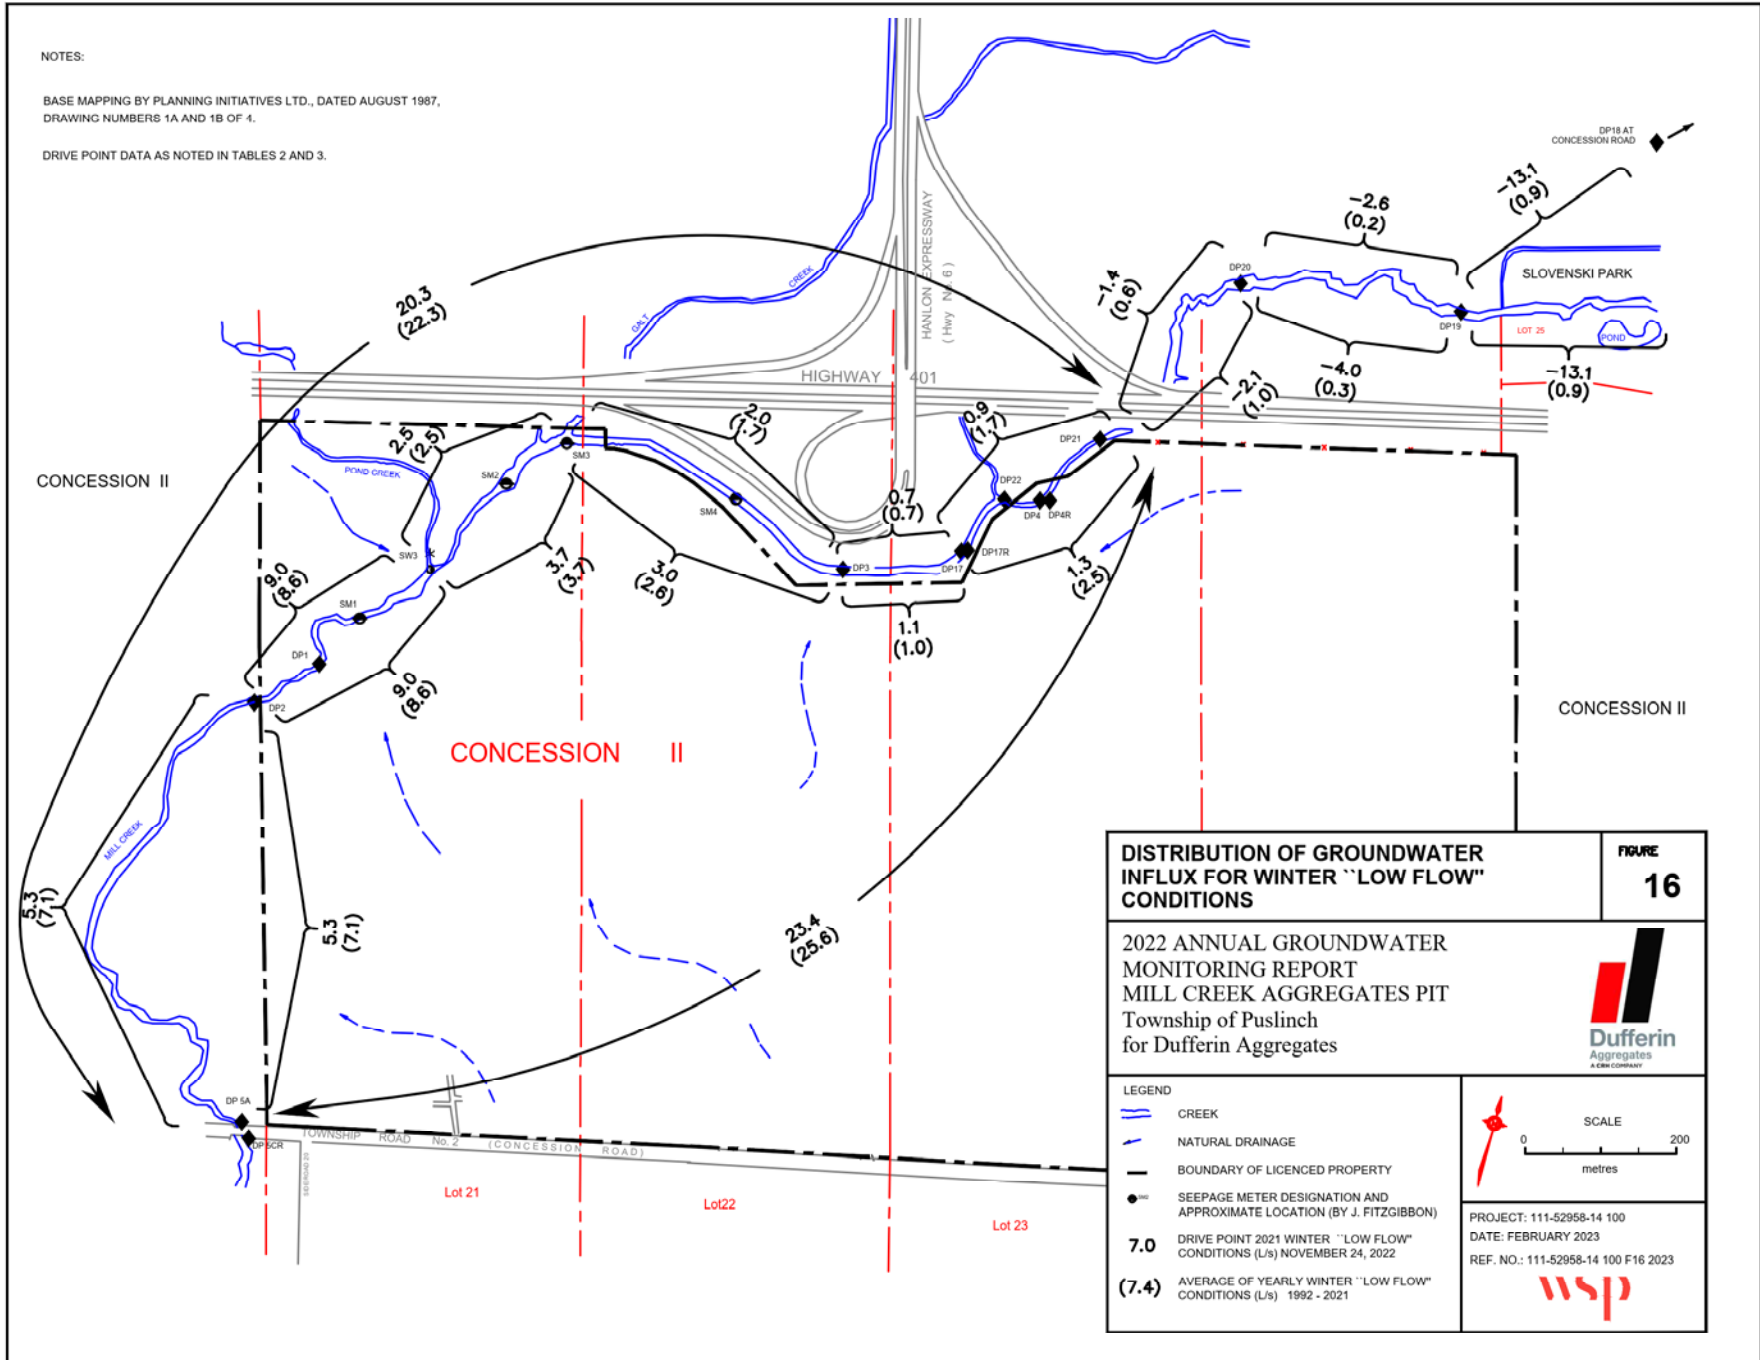 NOTES:
BASE MAPPING BY PLANNING INITIATIVES LTD., DATED AUGUST 1987,
DRAWING NUMBERS 1A AND 1B OF 4.
DRIVE POINT DATA AS NOTED IN TABLES 2 AND 3.
DP18 AT
CONCESSION ROAD
-13.1
(0.9)
-2.6
(0.2)
HANLON EXPRESSWAY
(Hwy No. 6)
CREEK
GALT
20.3
(22.3)
-1.4
(0.6)
DP20
SLOVENSKI PARK
DP19
LOT 25
POND
-4.0
(0.3)
-13.1
(0.9)
-2.1
(1.0)
HIGHWAY 401
2.5
(2.5)
2.0
(1.7)
0.9
(1.7)
DP21
SM3
CONCESSION II
POND CREEK
SM2
SM4
DP22
0.7
(0.7)
DP4
DP4R
SW3
3.7
(3.7)
3.0
(2.6)
DP3
DP17
DP17R
1.3
(2.5)
9.0
(8.6)
SM1
1.1
(1.0)
DP1
9.0
(8.6)
DP2
CONCESSION II
CONCESSION II
MILL CREEK
5.3
(7.1)
5.3
(7.1)
23.4
(25.6)
DP 5A
DP 5CR
TOWNSHIP ROAD No. 2 (CONCESSION ROAD)
SIDEROAD 20
Lot 21
Lot22
Lot 23
DISTRIBUTION OF GROUNDWATER
INFLUX FOR WINTER ``LOW FLOW"
CONDITIONS
FIGURE
16
2022 ANNUAL GROUNDWATER
MONITORING REPORT
MILL CREEK AGGREGATES PIT
Township of Puslinch
for Dufferin Aggregates
Dufferin
Aggregates
A CRH COMPANY
LEGEND
CREEK
NATURAL DRAINAGE
BOUNDARY OF LICENCED PROPERTY
SM2
SEEPAGE METER DESIGNATION AND
APPROXIMATE LOCATION (BY J. FITZGIBBON)
7.0
DRIVE POINT 2021 WINTER ``LOW FLOW"
CONDITIONS (L/s) NOVEMBER 24, 2022
(7.4)
AVERAGE OF YEARLY WINTER ``LOW FLOW"
CONDITIONS (L/s) 1992 - 2021
SCALE
0 200
metres
PROJECT: 111-52958-14 100
DATE: FEBRUARY 2023
REF. NO.: 111-52958-14 100 F16 2023
wsp